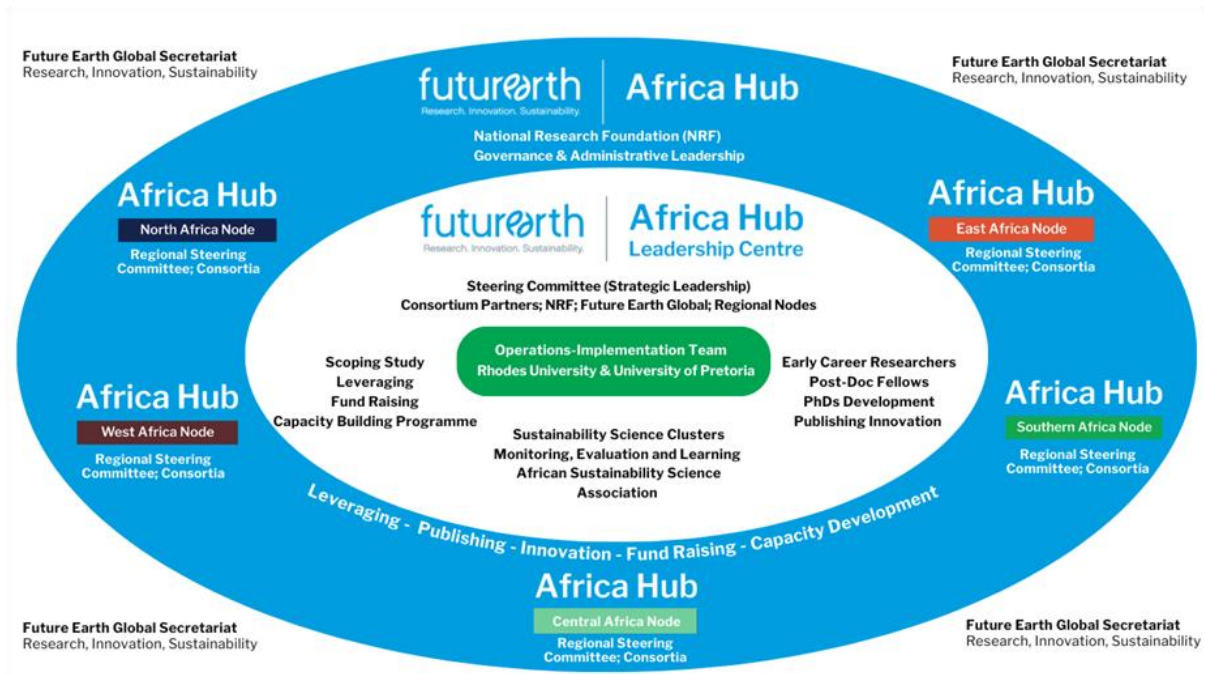 Future Earth Global Secretariat
Research, Innovation, Sustainability
Future Earth Global Secretariat
Research, Innovation, Sustainability
futurearth
Research. Innovation. Sustainability.
Africa Hub
National Research Foundation (NRF)
Governance & Administrative Leadership
Africa Hub
North Africa Node
Regional Steering
Committee; Consortia
Africa Hub
East Africa Node
Regional Steering
Committee; Consortia
futurearth
Research. Innovation. Sustainability.
Africa Hub
Leadership Centre
Steering Committee (Strategic Leadership)
Consortium Partners; NRF; Future Earth Global; Regional Nodes
Operations-Implementation Team
Rhodes University & University of Pretoria
Scoping Study
Leveraging
Fund Raising
Capacity Building Programme
Early Career Researchers
Post-Doc Fellows
PhDs Development
Publishing Innovation
Sustainability Science Clusters
Monitoring, Evaluation and Learning
African Sustainability Science
Association
Africa Hub
West Africa Node
Regional Steering
Committee; Consortia
Africa Hub
Southern Africa Node
Regional Steering
Committee; Consortia
Leveraging - Publishing - Innovation - Fund Raising - Capacity Development
Africa Hub
Central Africa Node
Regional Steering
Committee; Consortia
Future Earth Global Secretariat
Research, Innovation, Sustainability
Future Earth Global Secretariat
Research, Innovation, Sustainability